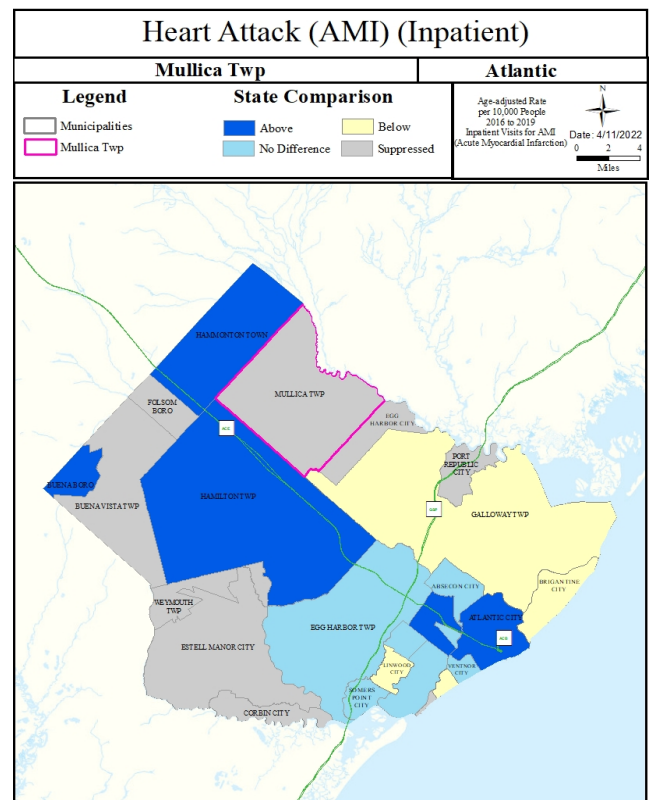 Heart Attack (AMI) (Inpatient)
Mullica Twp
Atlantic
Legend
Municipalities
Mullica Twp
State Comparison
Above
Below
No Difference
Suppressed
Age-adjusted Rate
per 10,000 People
2016 to 2019
Inpatient Visits for AMI
(Acute Myocardial Infarction)
N
Date: 4/11/2022
0 2 4
Miles
HAMMONTON TOWN
MULLICA TWP
FOLSOM
BORO
EGG
HARBOR CITY
PORT
REPUBLIC
CITY
BUENA BORO
HAMILTON TWP
BUENA VISTA TWP
GALLOWAY TWP
ABSECON CITY
BRIGANTINE
CITY
WEYMOUTH
TWP
ATLANTIC CITY
EGG HARBOR TWP
ESTELL MANOR CITY
LINWOOD
CITY
VENTNOR
CITY
SOMERS
POINT
CITY
CORBIN CITY